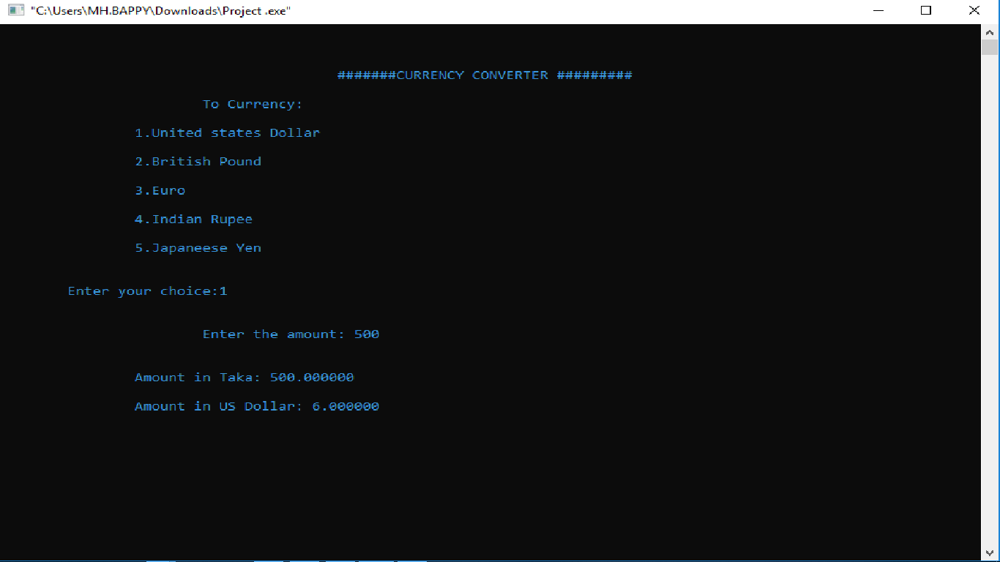 "C:\Users\MH.BAPPY\Downloads\Project .exe"
#######CURRENCY CONVERTER #########
To Currency:
1.United states Dollar
2.British Pound
3.Euro
4.Indian Rupee
5.Japaneese Yen
Enter your choice:1
Enter the amount: 500
Amount in Taka: 500.000000
Amount in US Dollar: 6.000000